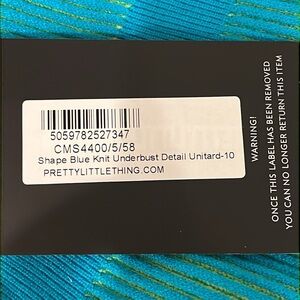 5059782527347
CMS4400/5/58
Shape Blue Knit Underbust Detail Unitard-10
PRETTYLITTLETHING.COM
WARNING!
ONCE THIS LABEL HAS BEEN REMOVED
YOU CAN NO LONGER RETURN THIS ITEM